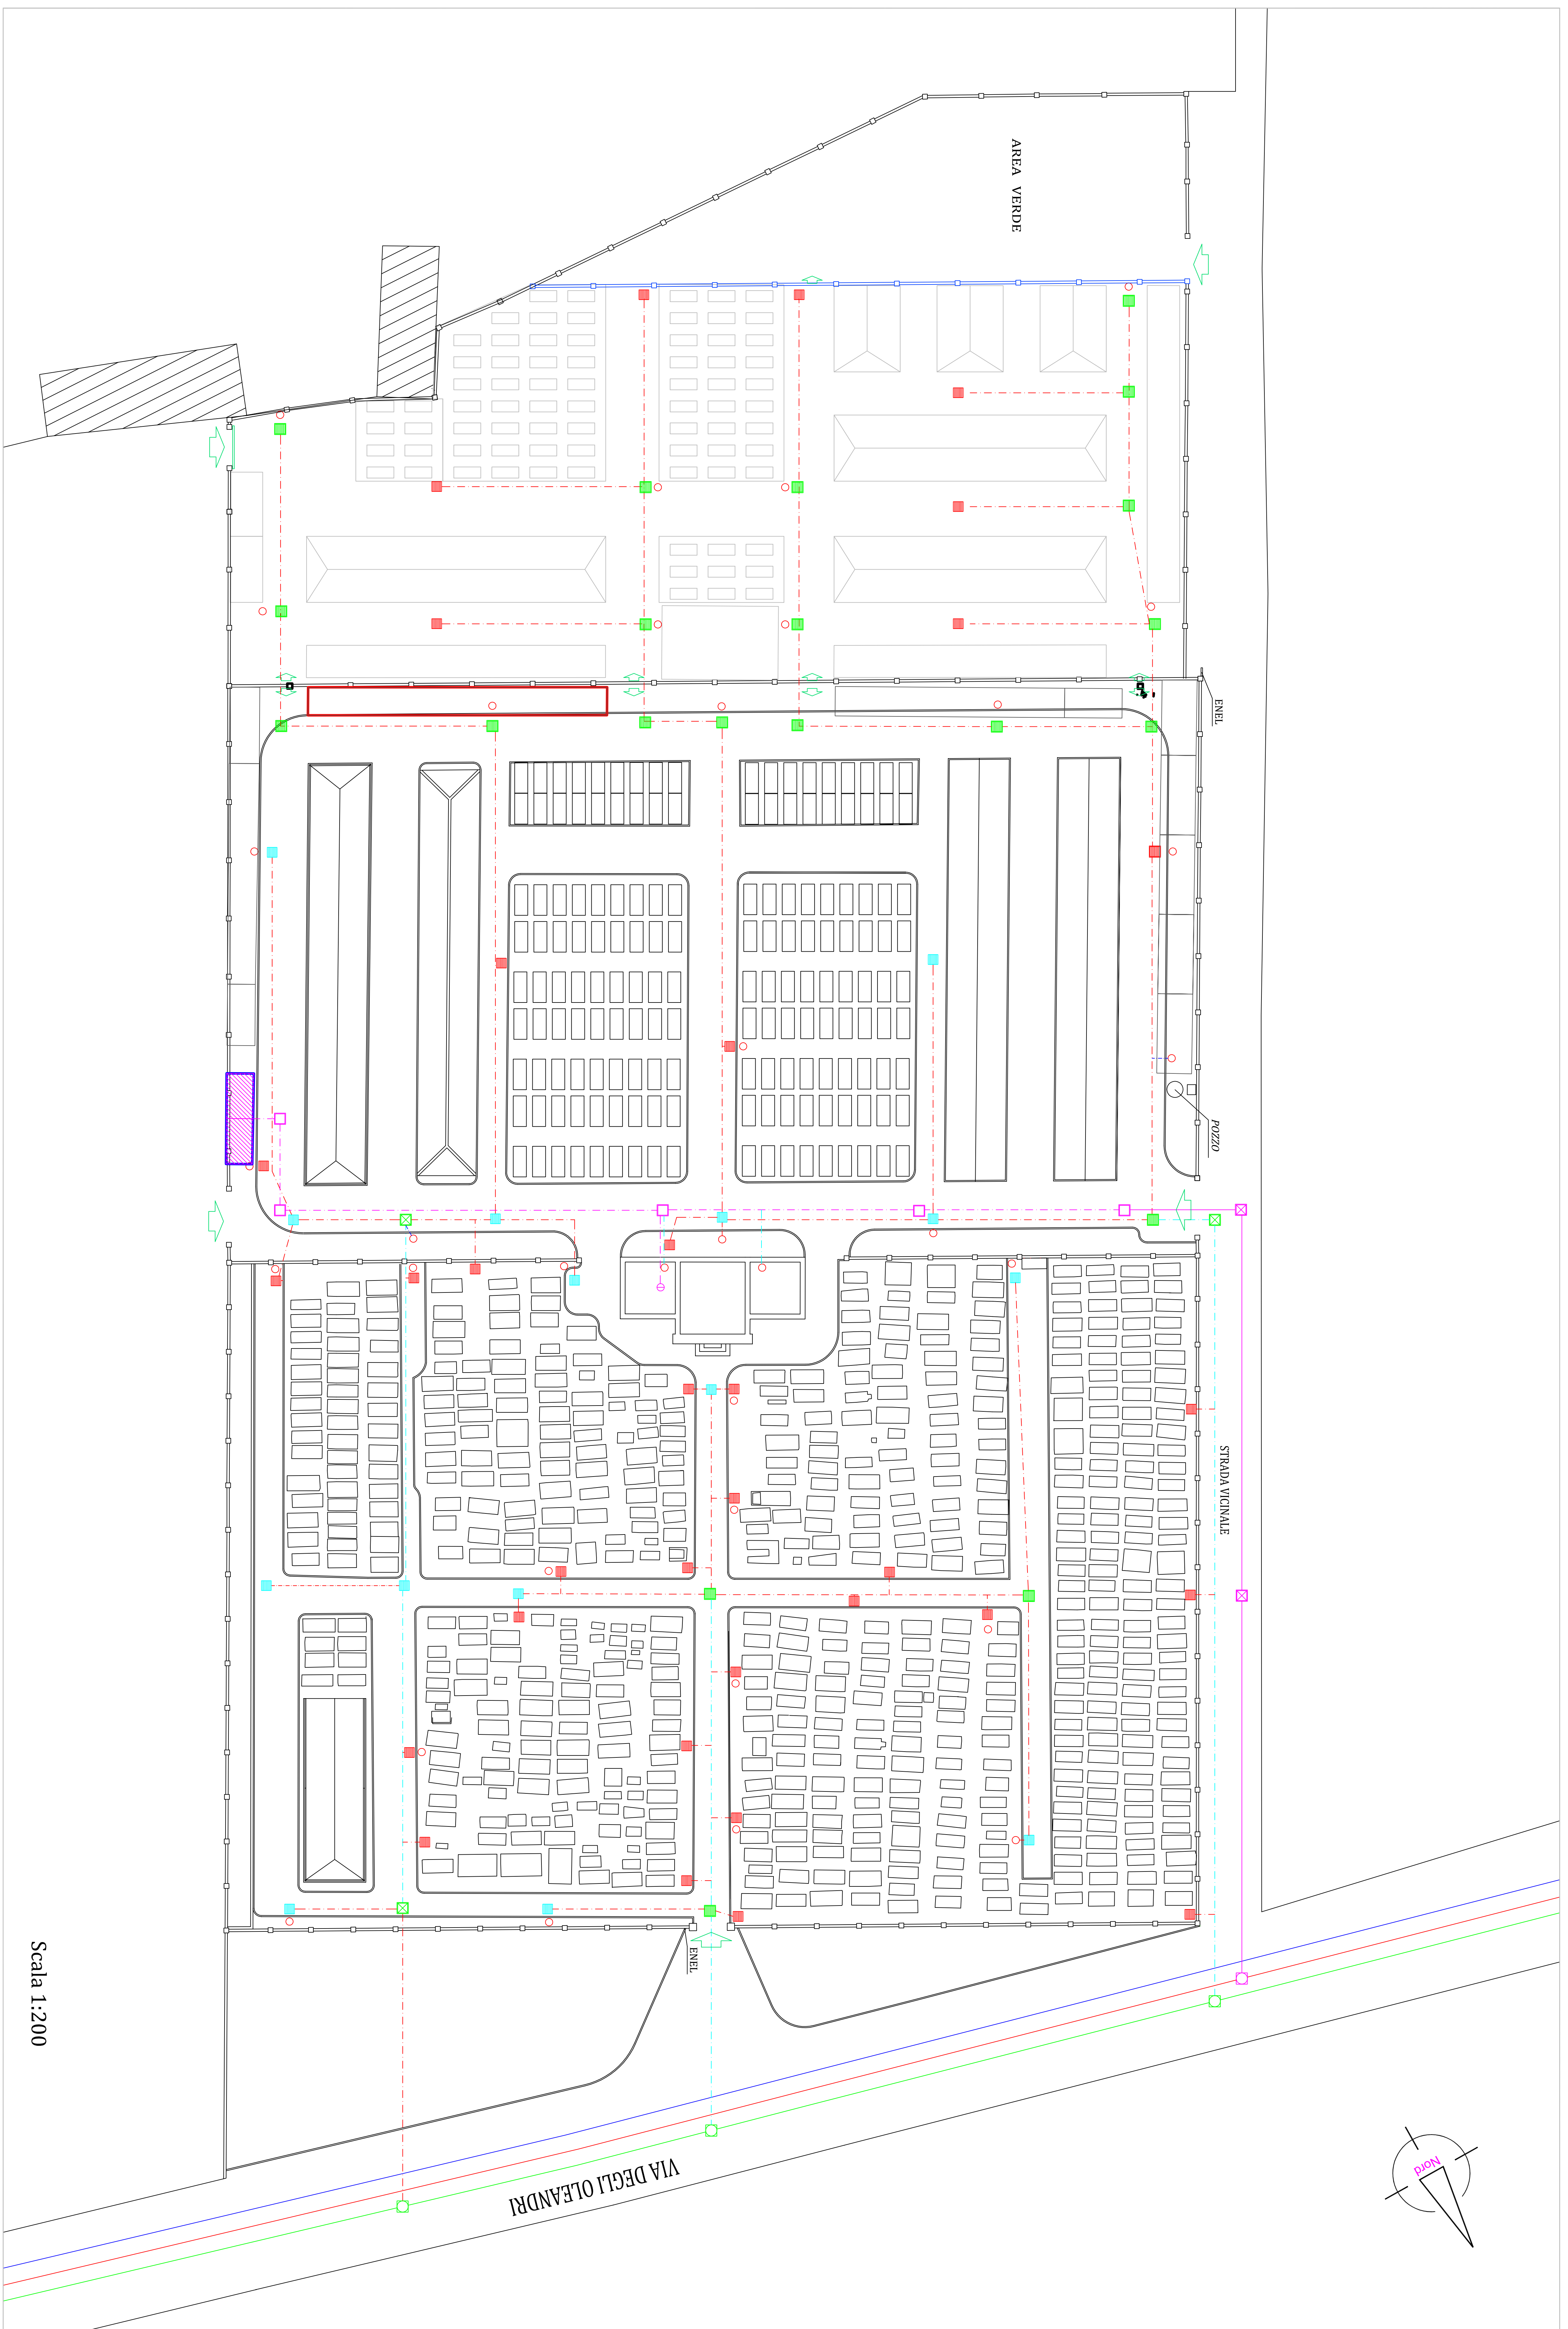 AREA VERDE
ENEL
POZZO
STRADA VICINALE
ENEL
Scala 1:200
VIA DEGLI OLEANDRI
Nord